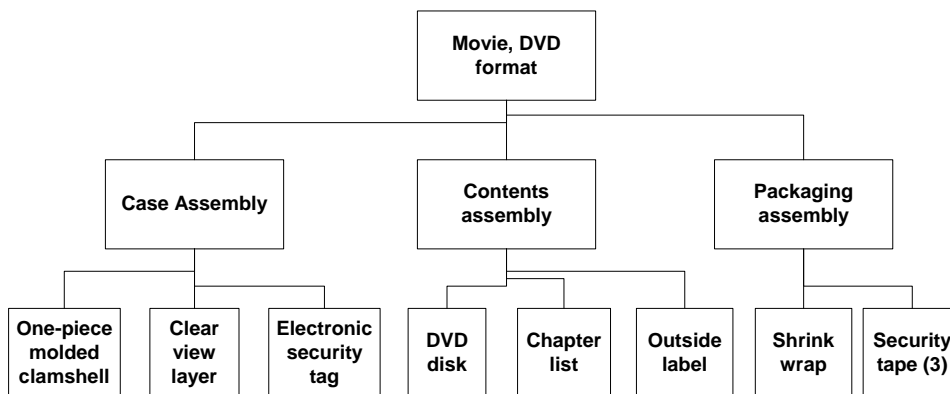 Movie, DVD
format
Case Assembly
Contents
assembly
Packaging
assembly
One-piece
molded
clamshell
Clear
view
layer
Electronic
security
tag
DVD
disk
Chapter
list
Outside
label
Shrink
wrap
Security
tape (3)